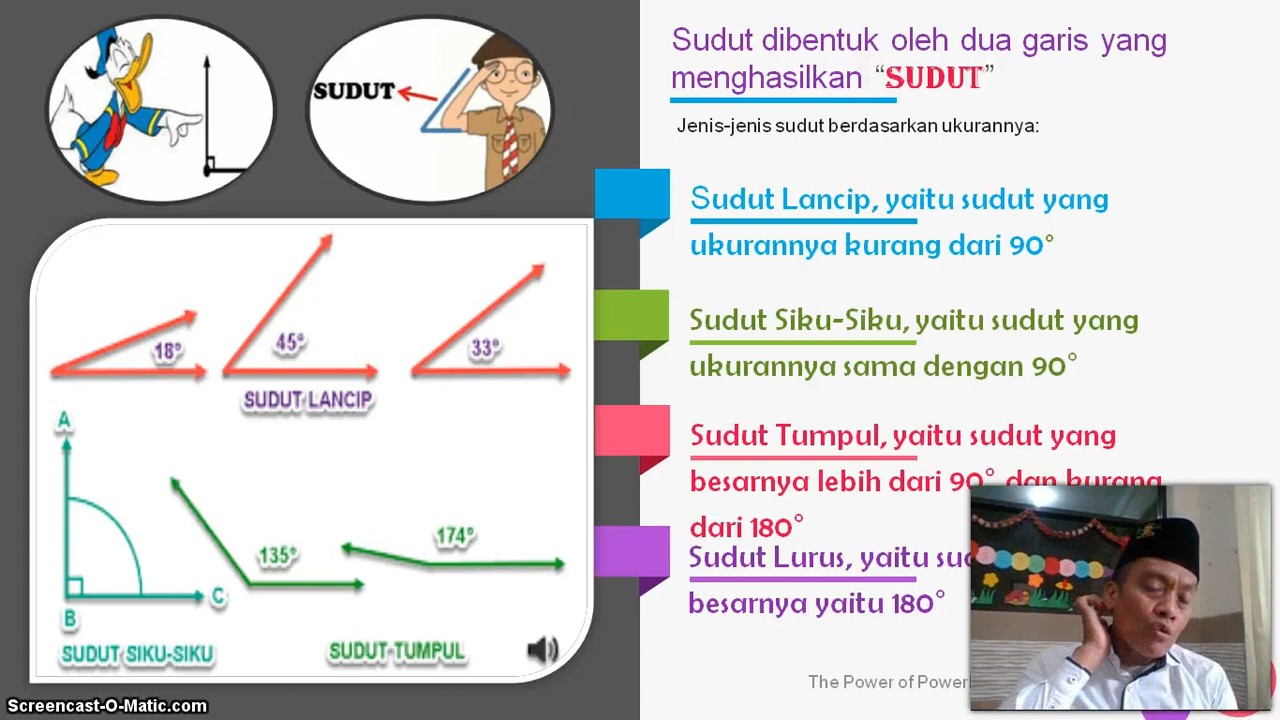 SUDUT
18°
45°
33°
SUDUT LANCIP
A
B
C
SUDUT SIKU-SIKU
135°
174°
SUDUT TUMPUL
Sudut dibentuk oleh dua garis yang
menghasilkan “SUDUT”
Jenis-jenis sudut berdasarkan ukurannya:
Sudut Lancip, yaitu sudut yang
ukurannya kurang dari 90°
Sudut Siku-Siku, yaitu sudut yang
ukurannya sama dengan 90°
Sudut Tumpul, yaitu sudut yang
besarnya lebih dari 90° dan kurang
dari 180°
Sudut Lurus, yaitu
besarnya yaitu 180°
The Power of
Screencast-O-Matic.com